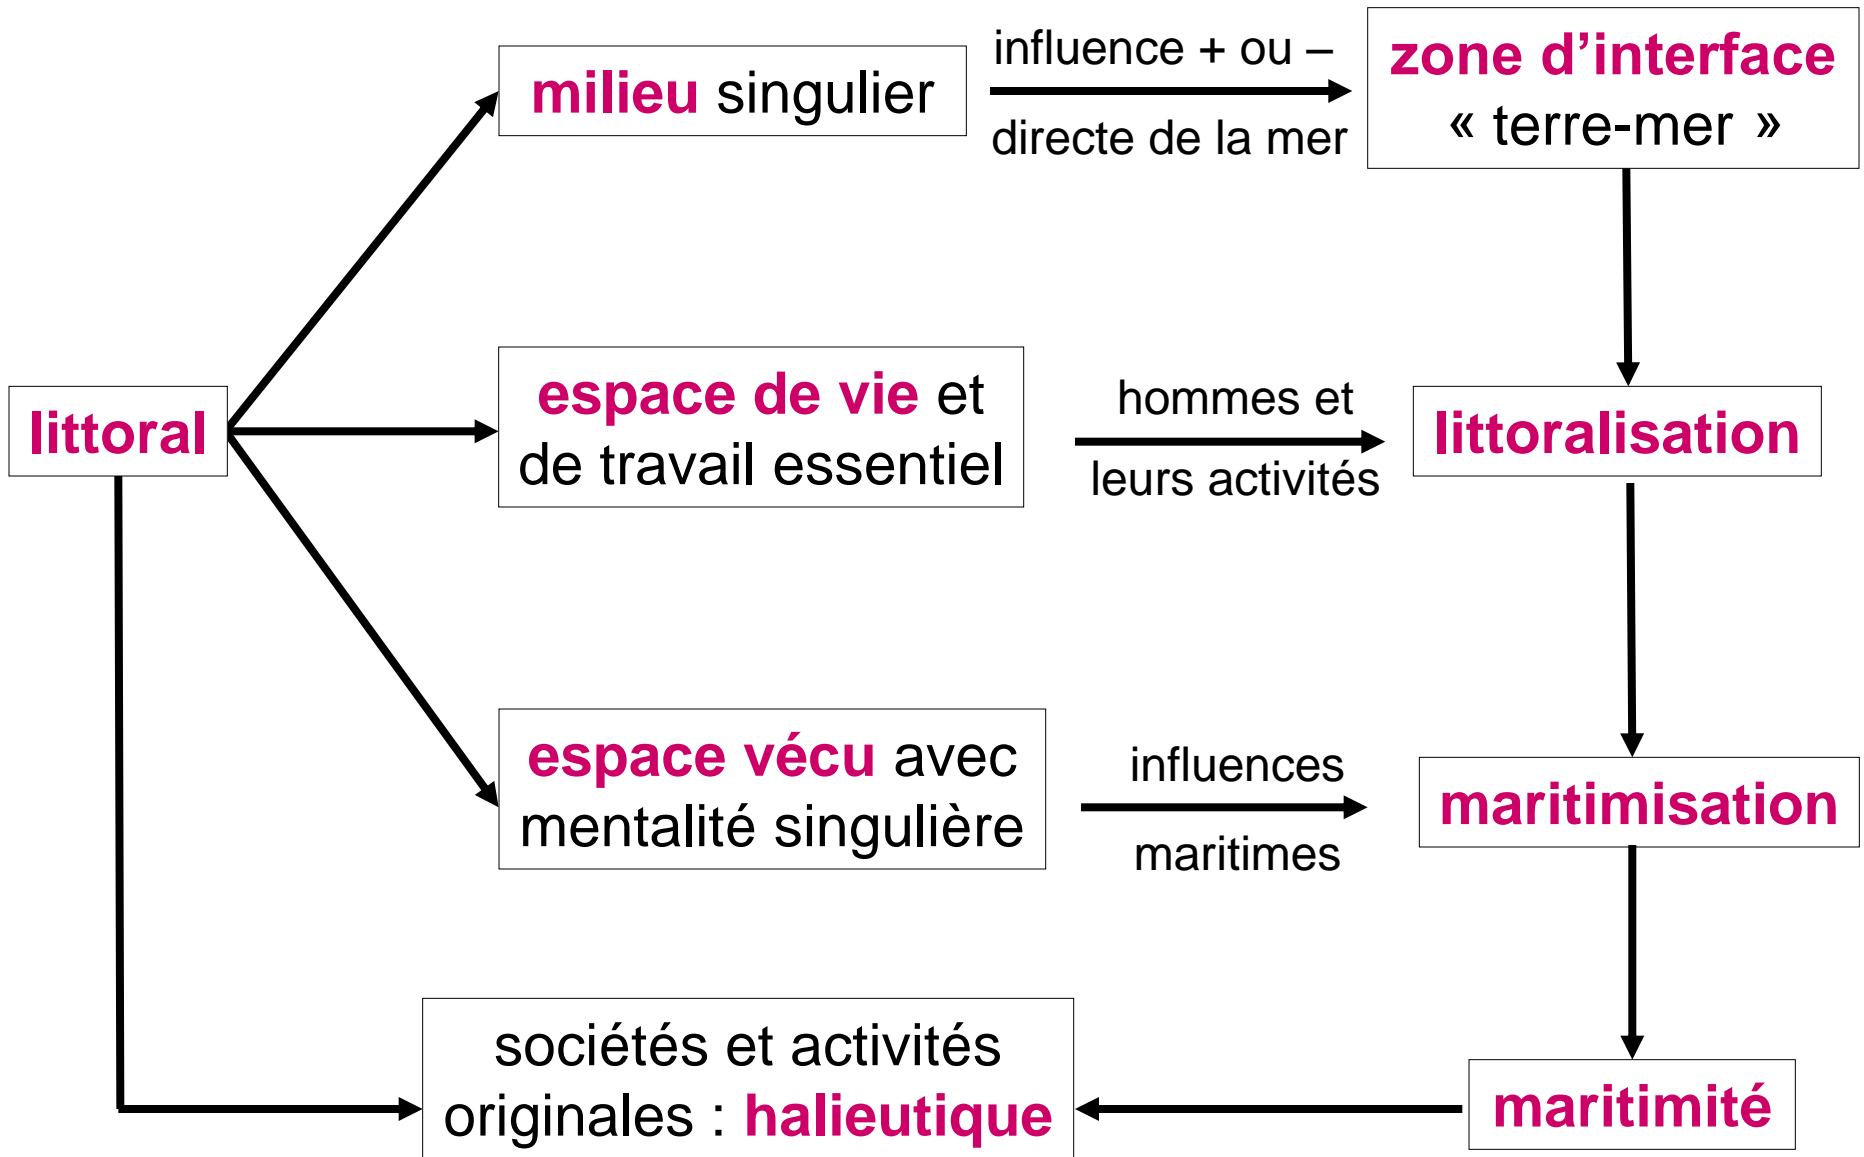 milieu singulier
influence + ou –
directe de la mer
zone d’interface
« terre-mer »
littoral
espace de vie et
de travail essentiel
hommes et
leurs activités
littoralisation
espace vécu avec
mentalité singulière
influences
maritimes
maritimisation
sociétés et activités
originales : halieutique
maritimité